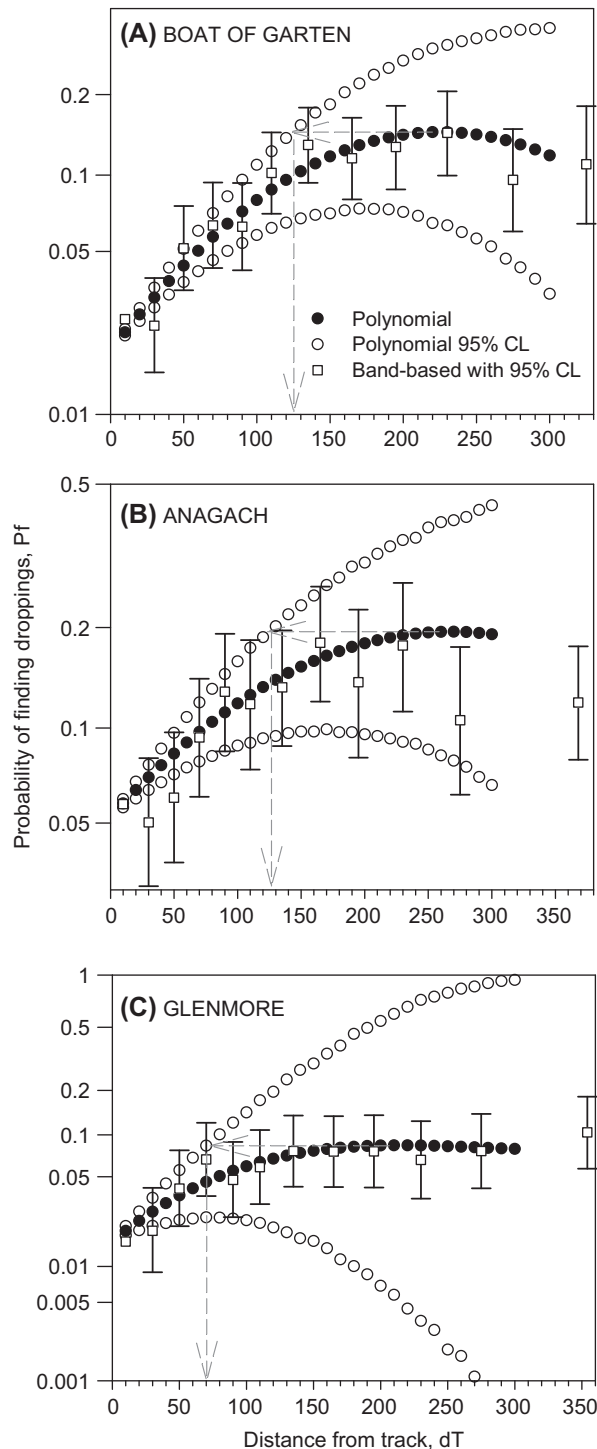 (A) BOAT OF GARTEN
0.2
0.1
0.05
0.01
Polynomial
Polynomial 95% CL
Band-based with 95% CL
0 50 100 150 200 250 300
Probability of finding droppings, Pf
(B) ANAGACH
0.5
0.2
0.1
0.05
0 50 100 150 200 250 300 350
(C) GLENMORE
1
0.5
0.2
0.1
0.05
0.01
0.005
0.001
0 50 100 150 200 250 300 350
Distance from track, dT